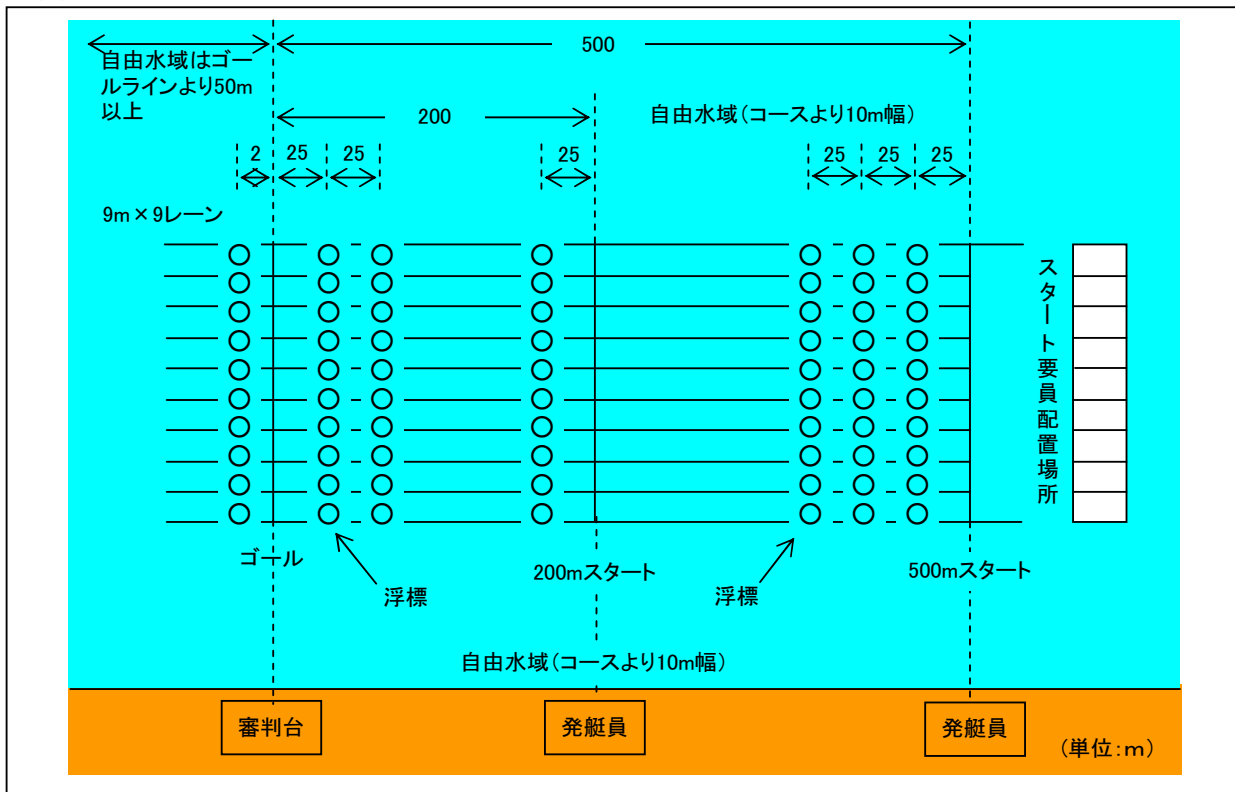 500
自由水域はゴー
ルラインより50m
以上
200
自由水域(コースより10m幅)
2
25
25
25
25
25
25
9m×9レーン
スタート要員配置場所
ゴール
200mスタート
500mスタート
浮標
浮標
自由水域(コースより10m幅)
審判台
発艇員
発艇員
(単位:m)